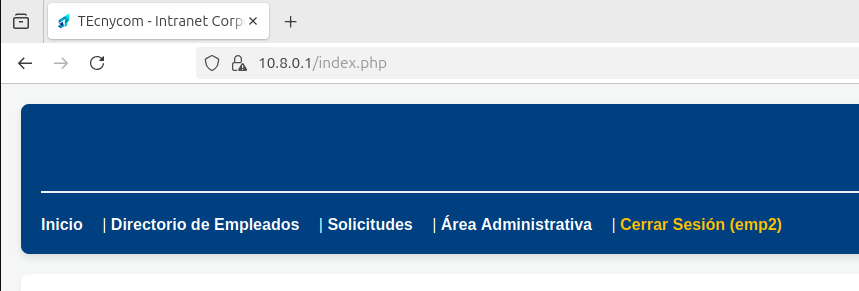 TEcnycom - Intranet Corp
10.8.0.1/index.php
Inicio | Directorio de Empleados | Solicitudes | Área Administrativa | Cerrar Sesión (emp2)